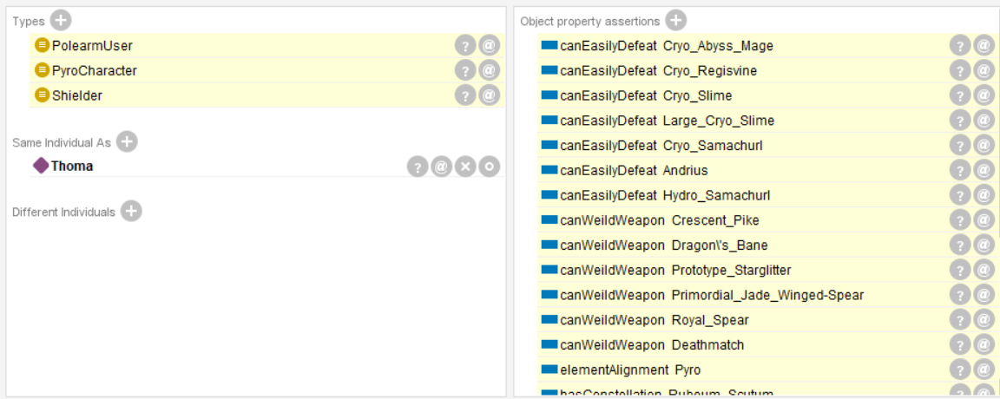 Types
PolearmUser
PyroCharacter
Shielder
Same Individual As
Thoma
Different Individuals
Object property assertions
canEasilyDefeat Cryo_Abyss_Mage
canEasilyDefeat Cryo_Regisvine
canEasilyDefeat Cryo_Slime
canEasilyDefeat Large_Cryo_Slime
canEasilyDefeat Cryo_Samachurl
canEasilyDefeat Andrius
canEasilyDefeat Hydro_Samachurl
canWeildWeapon Crescent_Pike
canWeildWeapon Dragon\'s_Bane
canWeildWeapon Prototype_Starglitter
canWeildWeapon Primordial_Jade_Winged-Spear
canWeildWeapon Royal_Spear
canWeildWeapon Deathmatch
elementAlignment Pyro
hasConstellation Rubeum_Scutum